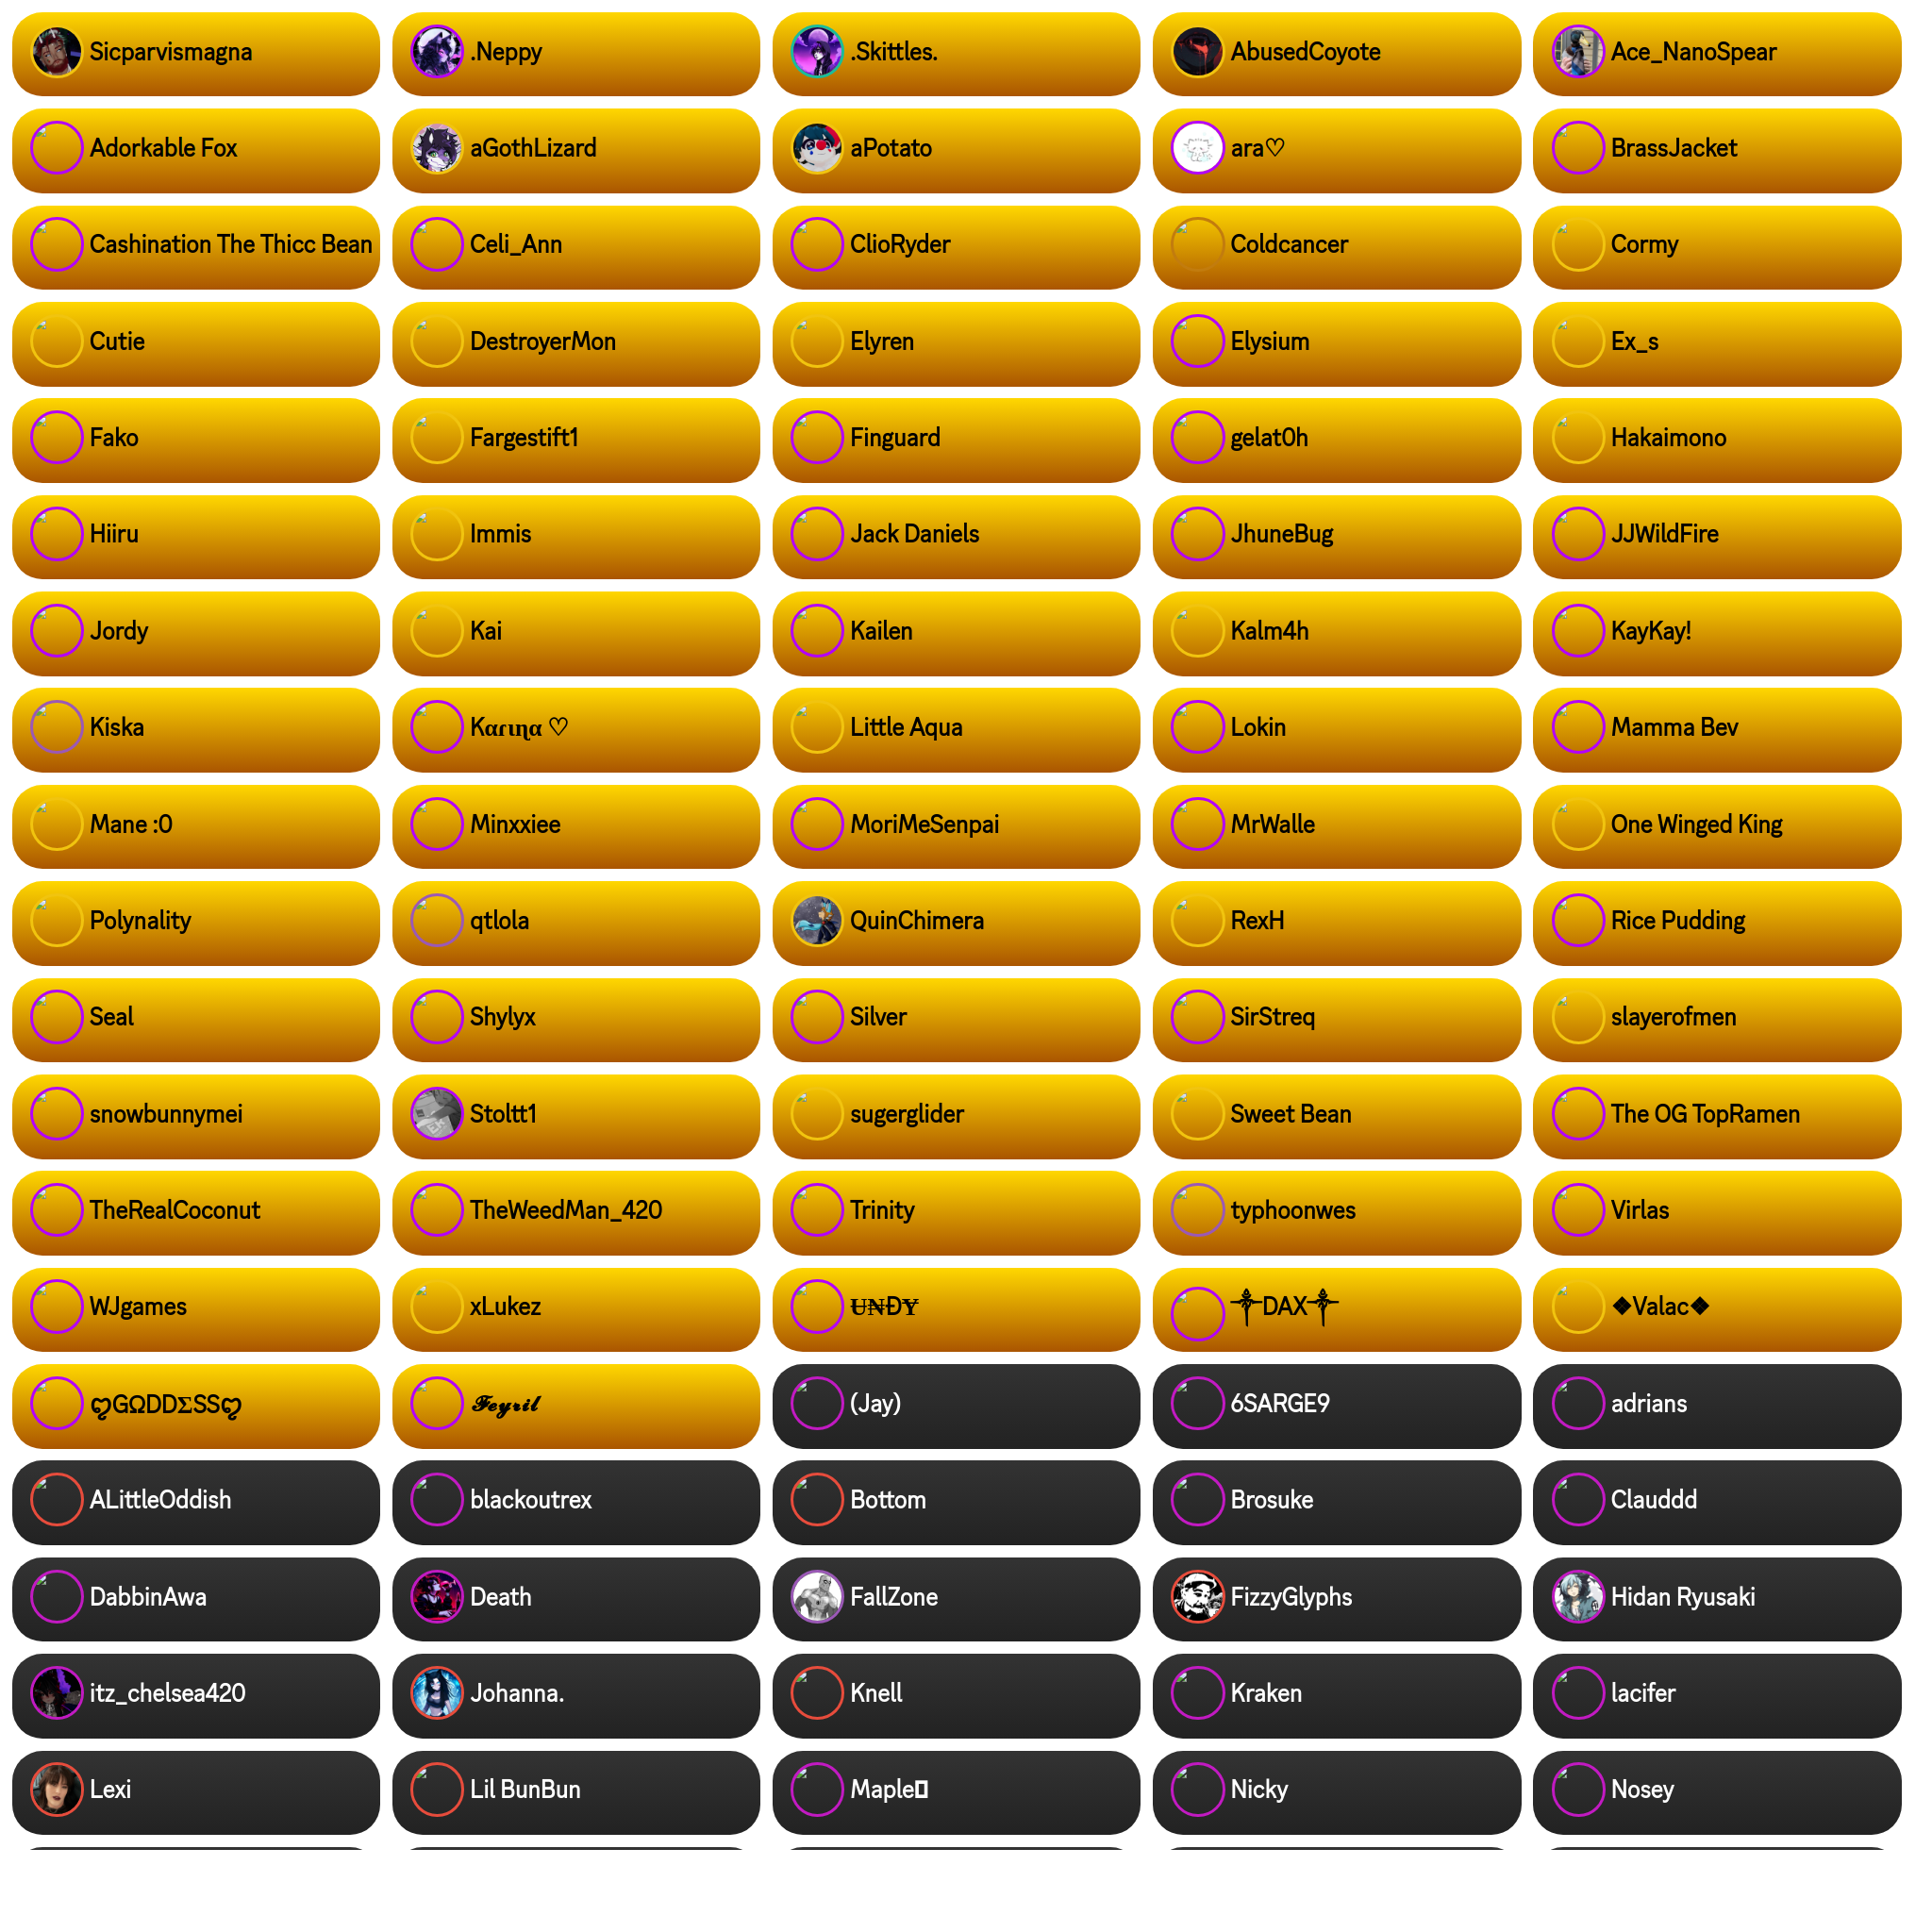 Sicparvismagna
.Neppy
.Skittles.
AbusedCoyote
Ace_NanoSpear
Adorkable Fox
aGothLizard
aPotato
ara♡
BrassJacket
Cashination The Thicc Bean
Celi_Ann
ClioRyder
Coldcancer
Cormy
Cutie
DestroyerMon
Elyren
Elysium
Ex_s
Fako
Fargestift1
Finguard
gelat0h
Hakaimono
Hiiru
Immis
Jack Daniels
JhuneBug
JJWildFire
Jordy
Kai
Kailen
Kalm4h
KayKay!
Kiska
Kαɾιɳα ♡
Little Aqua
Lokin
Mamma Bev
Mane :0
Minxxiee
MoriMeSenpai
MrWalle
One Winged King
Polynality
qtlola
QuinChimera
RexH
Rice Pudding
Seal
Shylyx
Silver
SirStreq
slayerofmen
snowbunnymei
Stoltt1
sugerglider
Sweet Bean
The OG TopRamen
TheRealCoconut
TheWeedMan_420
Trinity
typhoonwes
Virlas
WJgames
xLukez
Ʉ₦ĐɎ
༒DAX༒
❖Valac❖
ღGΩDDΣSSღ
𝓕𝓮𝔂𝓻𝓲𝓵
(Jay)
6SARGE9
adrians
ALittleOddish
blackoutrex
Bottom
Brosuke
Clauddd
DabbinAwa
Death
FallZone
FizzyGlyphs
Hidan Ryusaki
itz_chelsea420
Johanna.
Knell
Kraken
lacifer
Lexi
Lil BunBun
Maple
Nicky
Nosey